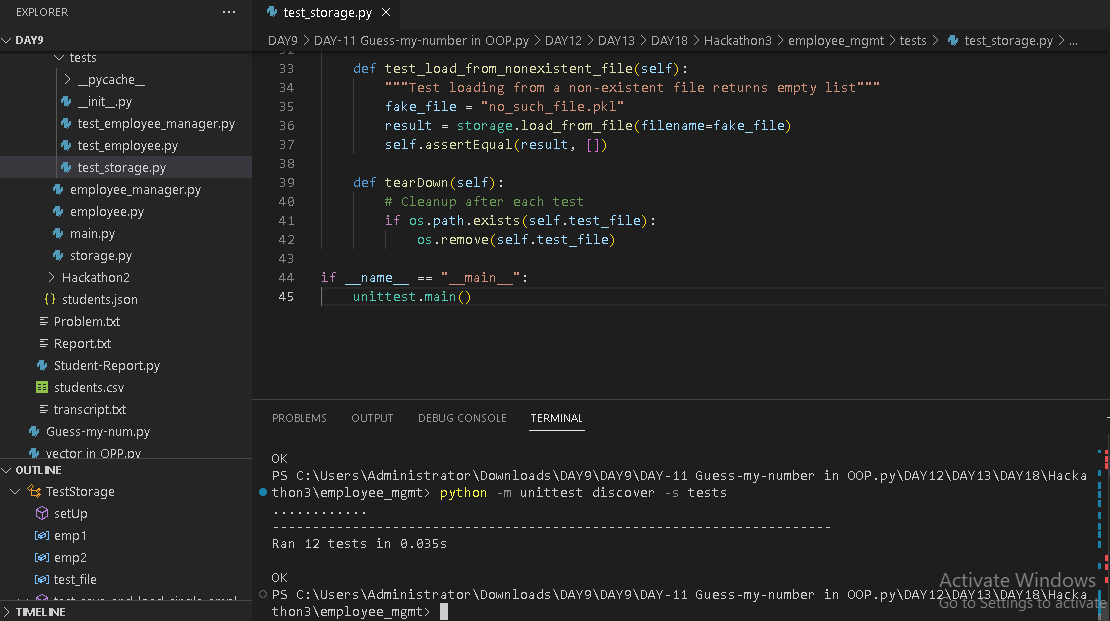 EXPLORER
···
DAY9
tests
__pycache__
__init__.py
test_employee_manager.py
test_employee.py
test_storage.py
employee_manager.py
employee.py
main.py
storage.py
Hackathon2
{} students.json
Problem.txt
Report.txt
Student-Report.py
students.csv
transcript.txt
Guess-my-num.py
vector in OPP.py
OUTLINE
TestStorage
setUp
emp1
emp2
test_file
TIMELINE
test_storage.py ×
DAY9 > DAY-11 Guess-my-number in OOP.py > DAY12 > DAY13 > DAY18 > Hackathon3 > employee_mgmt > tests > test_storage.py > ...
33 def test_load_from_nonexistent_file(self):
34 """Test loading from a non-existent file returns empty list"""
35 fake_file = "no_such_file.pkl"
36 result = storage.load_from_file(filename=fake_file)
37 self.assertEqual(result, [])
38
39 def tearDown(self):
40 # Cleanup after each test
41 if os.path.exists(self.test_file):
42 os.remove(self.test_file)
43
44 if __name__ == "__main__":
45 unittest.main()
PROBLEMS OUTPUT DEBUG CONSOLE TERMINAL
OK
PS C:\Users\Administrator\Downloads\DAY9\DAY9\DAY-11 Guess-my-number in OOP.py\DAY12\DAY13\DAY18\Hacka
thon3\employee_mgmt> python -m unittest discover -s tests
............
----------------------------------------------------------------------
Ran 12 tests in 0.035s
OK
PS C:\Users\Administrator\Downloads\DAY9\DAY9\DAY-11 Guess-my-number in OOP.py\DAY12\DAY13\DAY18\Hacka
thon3\employee_mgmt>
Activate Windows
Go to Settings to activate